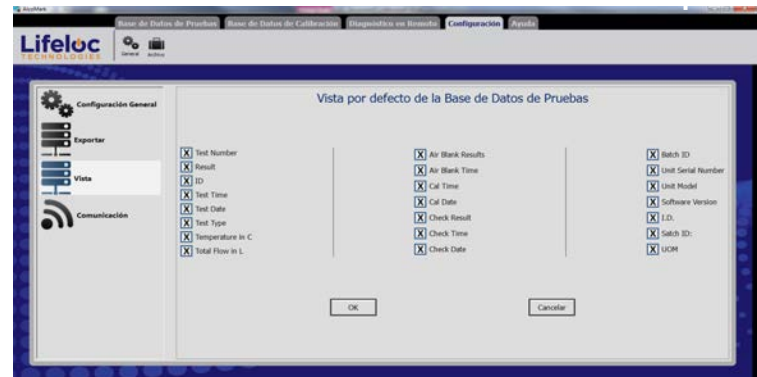 AlcoMark
Base de Datos de Pruebas
Base de Datos de Calibración
Diagnóstico en Remoto
Configuración
Ayuda
Lifeloc
TECHNOLOGIES
General
Archivar
Configuración General
Exportar
Vista
Comunicación
Vista por defecto de la Base de Datos de Pruebas
X Test Number
X Result
X ID
X Test Time
X Test Date
X Test Type
X Temperature in C
X Total Flow in L
X Air Blank Results
X Air Blank Time
X Cal Time
X Cal Date
X Check Result
X Check Time
X Check Date
X Batch ID
X Unit Serial Number
X Unit Model
X Software Version
X I.D.
X Satch ID:
X UOM
OK
Cancelar